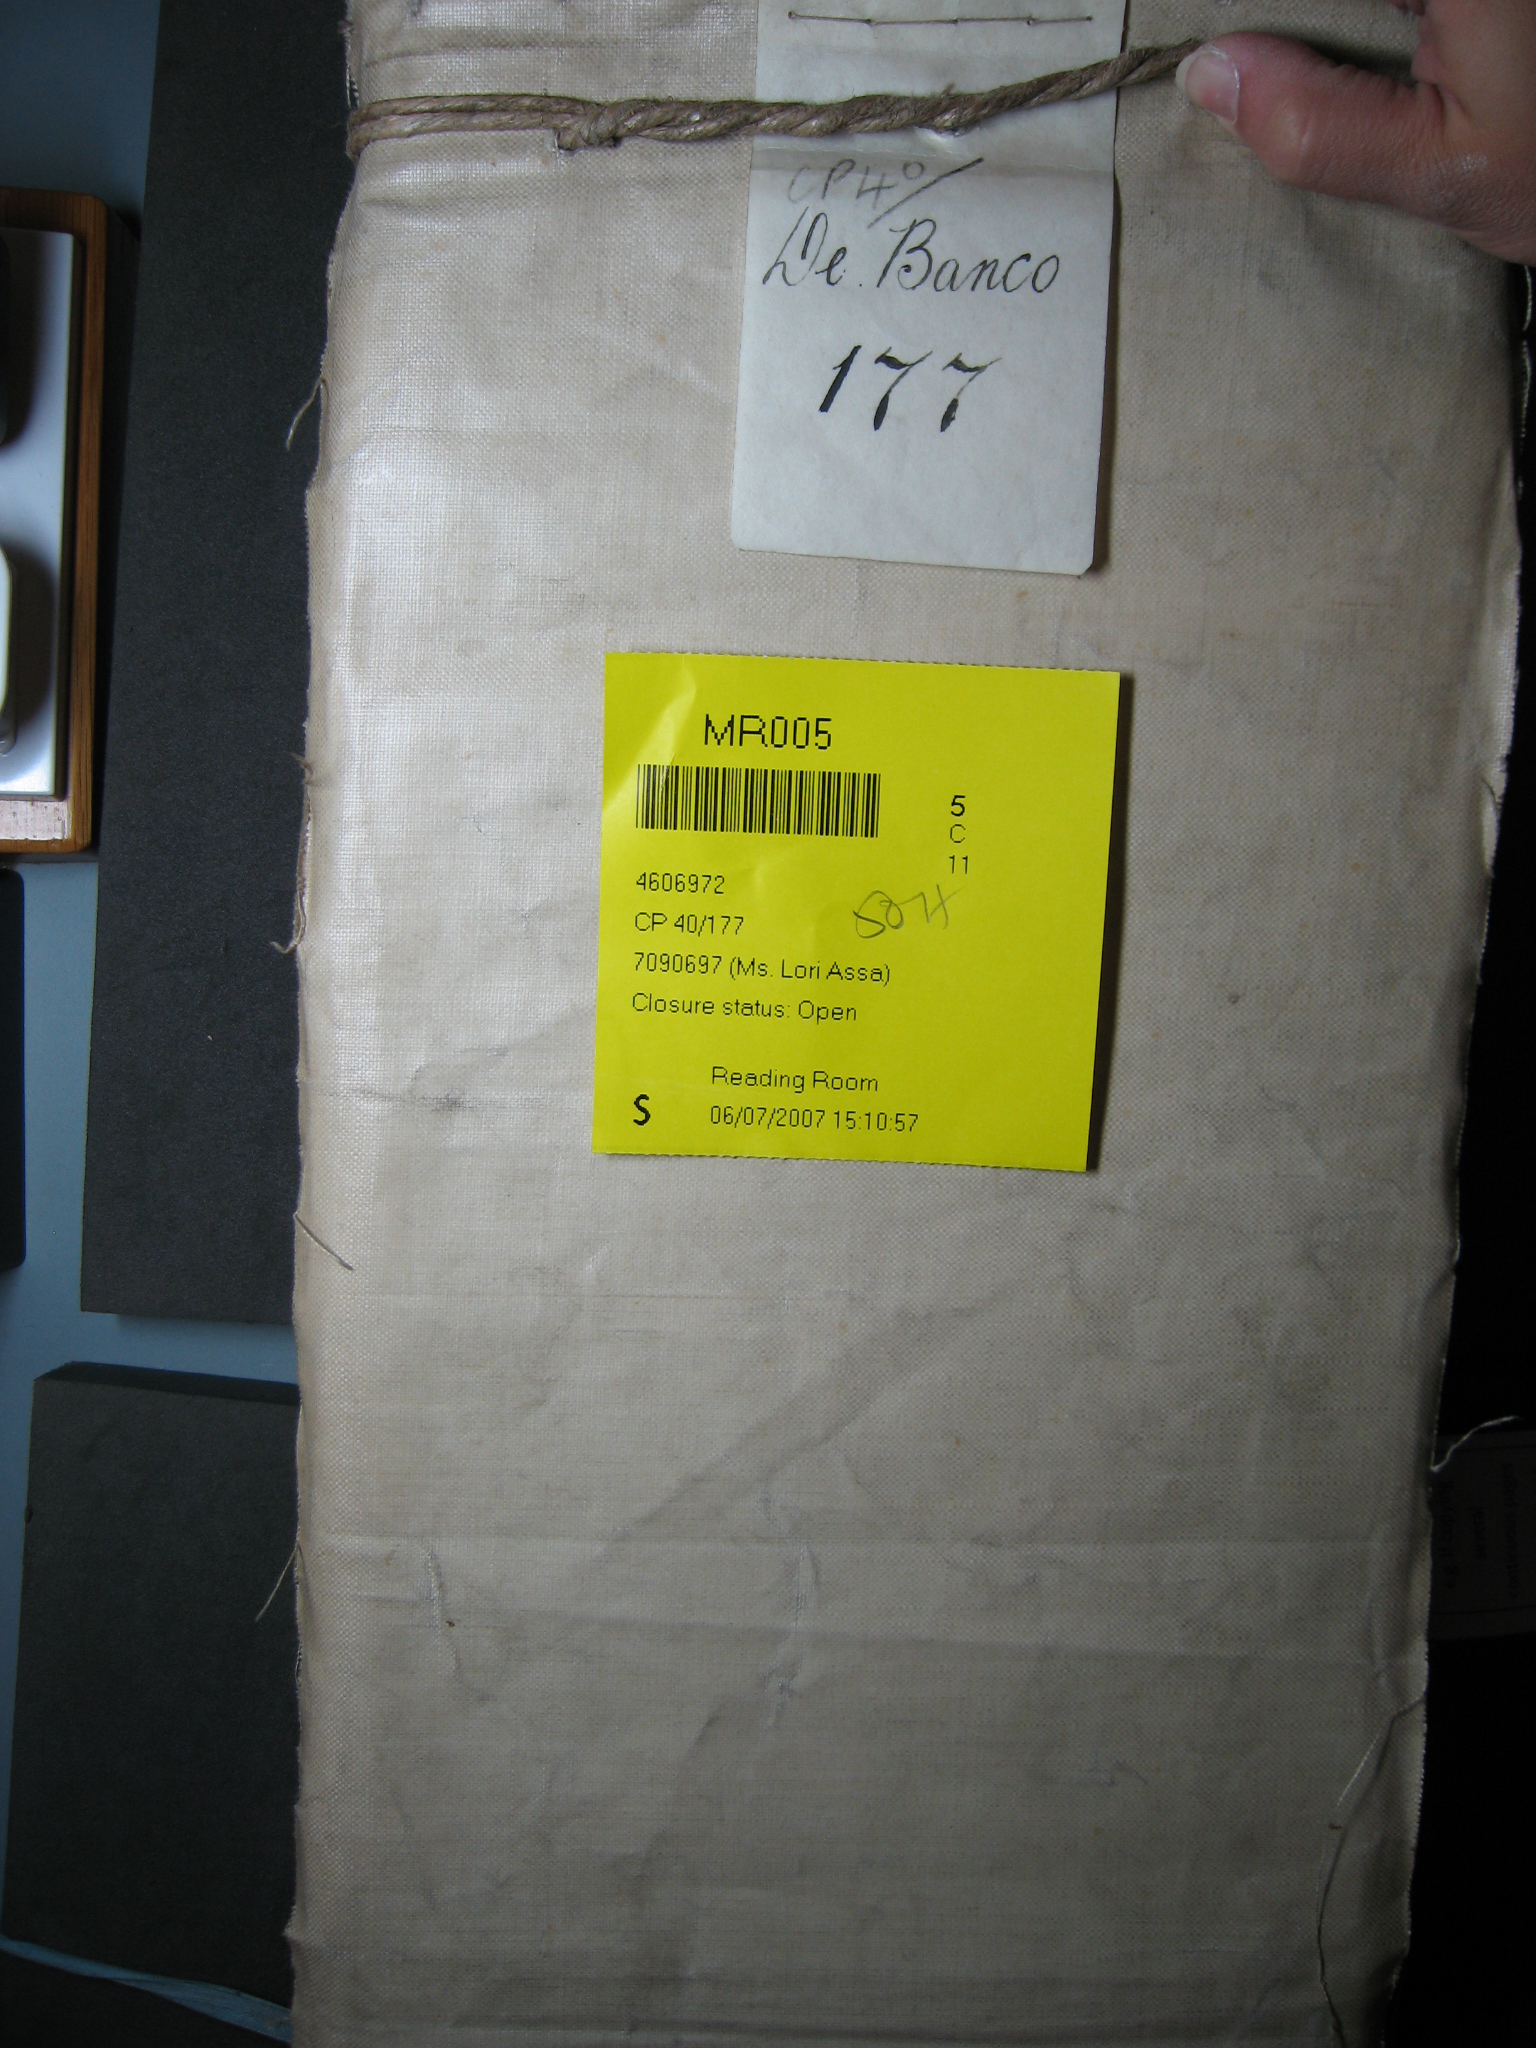 CP40/
De Banco
177
MR005
5
C
11
4606972
CP 40/177
7090697 (Ms. Lori Assa)
Closure status: Open
Reading Room
S
06/07/2007 15:10:57